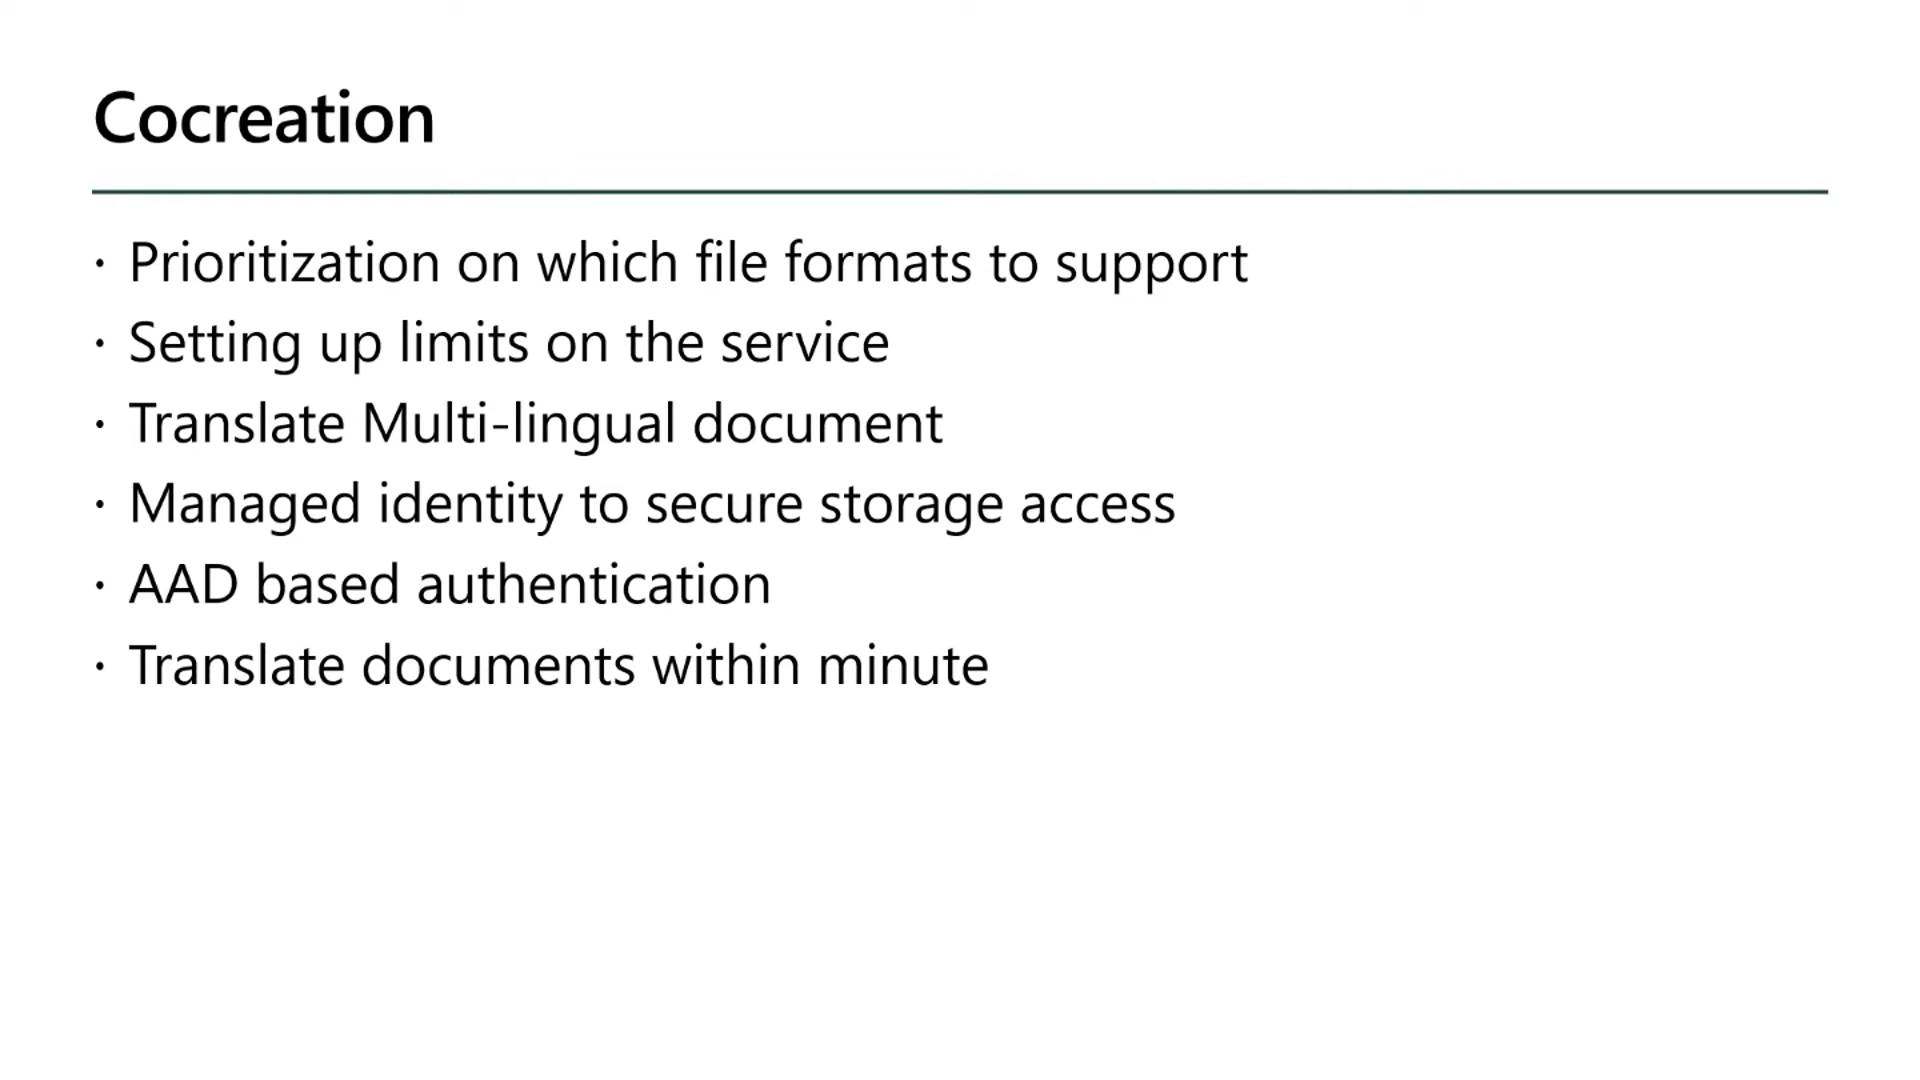 Cocreation
· Prioritization on which file formats to support
· Setting up limits on the service
· Translate Multi-lingual document
· Managed identity to secure storage access
· AAD based authentication
· Translate documents within minute